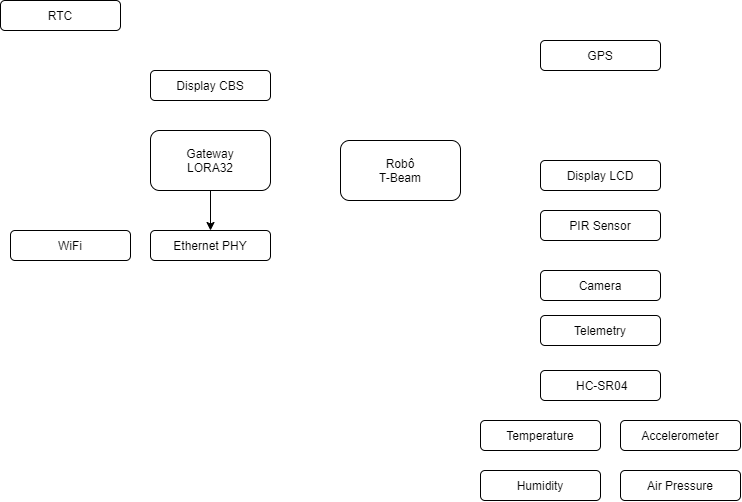 RTC
GPS
Display CBS
Gateway
LORA32
Robô
T-Beam
Display LCD
PIR Sensor
WiFi
Ethernet PHY
Camera
Telemetry
HC-SR04
Temperature
Accelerometer
Humidity
Air Pressure